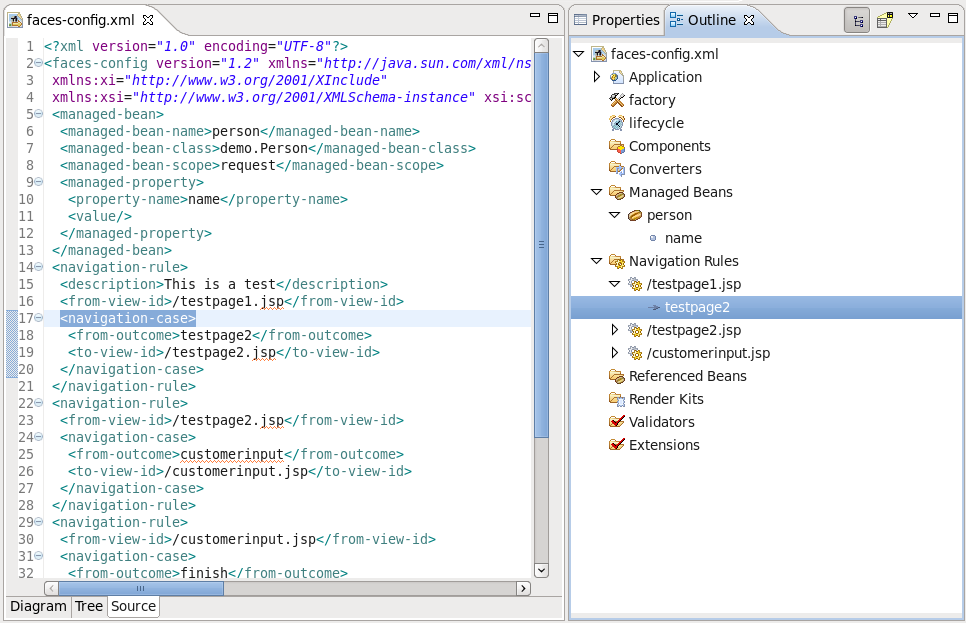 faces-config.xml
1 <?xml version="1.0" encoding="UTF-8"?>
2 <faces-config version="1.2" xmlns="http://java.sun.com/xml/ns
3 xmlns:xi="http://www.w3.org/2001/XInclude"
4 xmlns:xsi="http://www.w3.org/2001/XMLSchema-instance" xsi:sc
5 <managed-bean>
6 <managed-bean-name>person</managed-bean-name>
7 <managed-bean-class>demo.Person</managed-bean-class>
8 <managed-bean-scope>request</managed-bean-scope>
9 <managed-property>
10 <property-name>name</property-name>
11 <value/>
12 </managed-property>
13 </managed-bean>
14 <navigation-rule>
15 <description>This is a test</description>
16 <from-view-id>/testpage1.jsp</from-view-id>
17 <navigation-case>
18 <from-outcome>testpage2</from-outcome>
19 <to-view-id>/testpage2.jsp</to-view-id>
20 </navigation-case>
21 </navigation-rule>
22 <navigation-rule>
23 <from-view-id>/testpage2.jsp</from-view-id>
24 <navigation-case>
25 <from-outcome>customerinput</from-outcome>
26 <to-view-id>/customerinput.jsp</to-view-id>
27 </navigation-case>
28 </navigation-rule>
29 <navigation-rule>
30 <from-view-id>/customerinput.jsp</from-view-id>
31 <navigation-case>
32 <from-outcome>finish</from-outcome>
Diagram Tree Source
Properties Outline
faces-config.xml
Application
factory
lifecycle
Components
Converters
Managed Beans
person
name
Navigation Rules
/testpage1.jsp
testpage2
/testpage2.jsp
/customerinput.jsp
Referenced Beans
Render Kits
Validators
Extensions